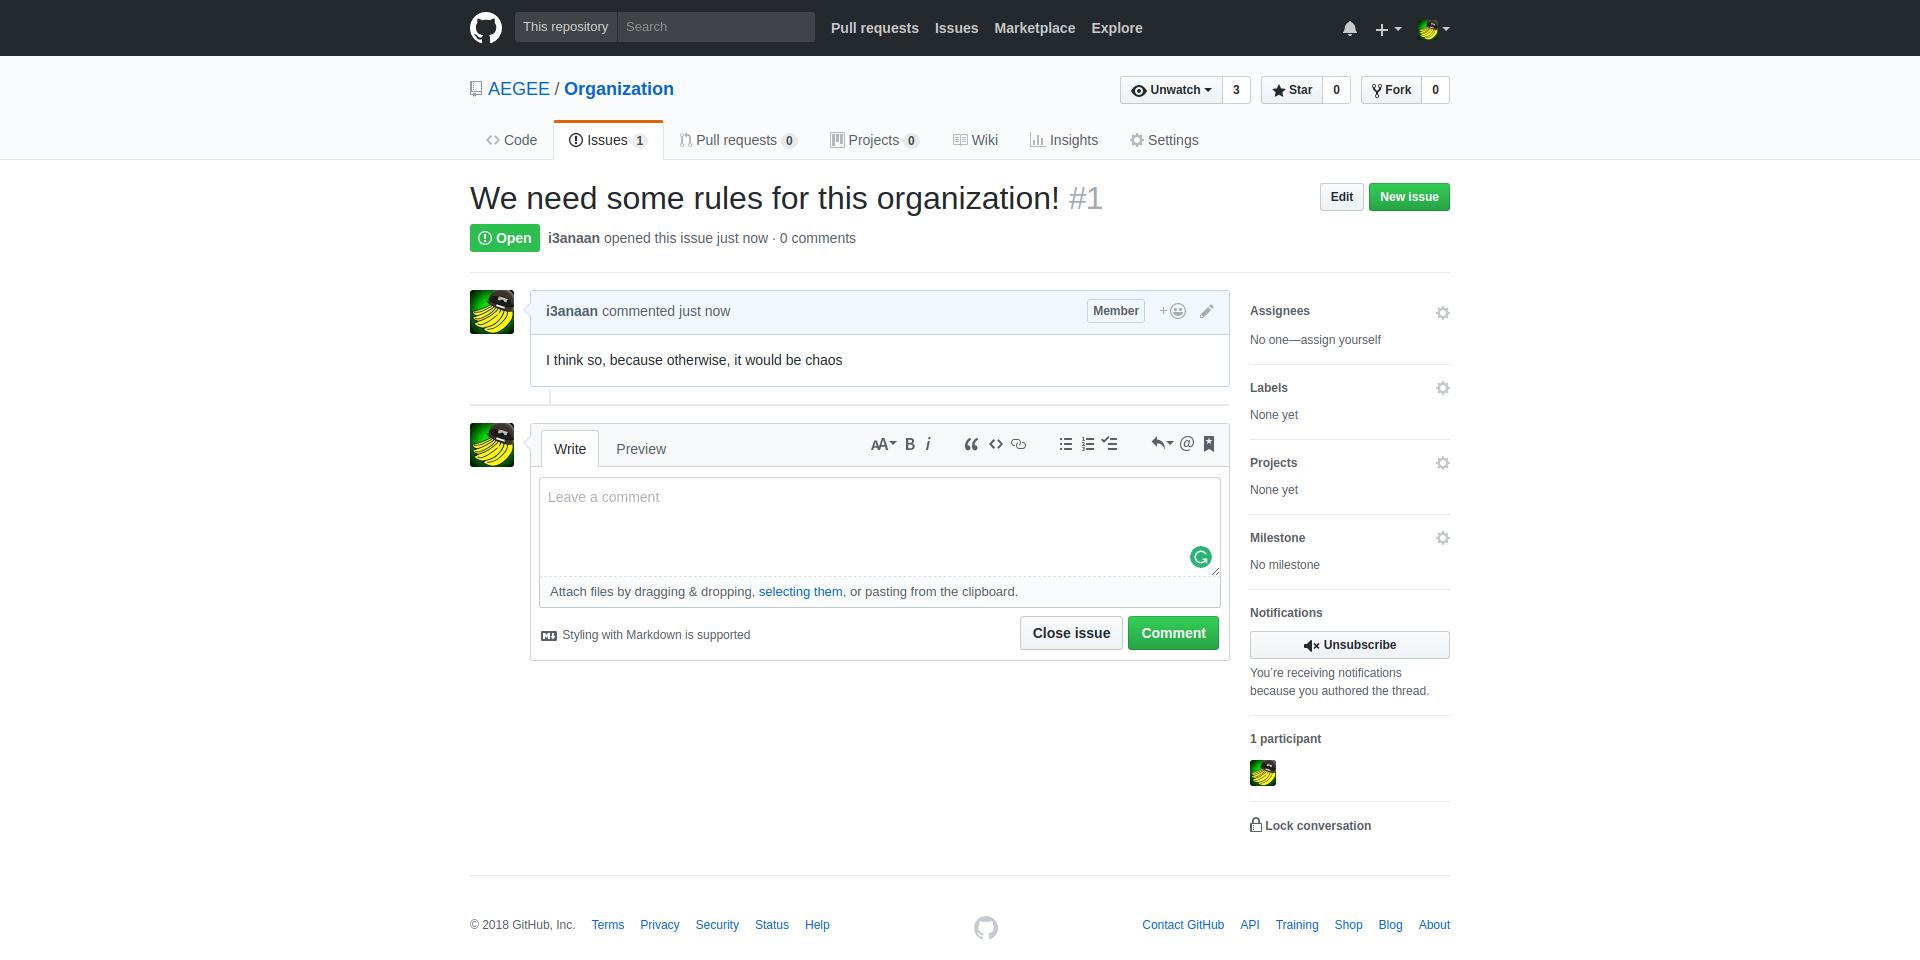 This repository Search Pull requests Issues Marketplace Explore
AEGEE / Organization Unwatch 3 Star 0 Fork 0
Code Issues 1 Pull requests 0 Projects 0 Wiki Insights Settings
We need some rules for this organization! #1 Edit New issue
Open i3anaan opened this issue just now · 0 comments
i3anaan commented just now Member
I think so, because otherwise, it would be chaos
Write Preview AA B i
Leave a comment
Attach files by dragging & dropping, selecting them, or pasting from the clipboard.
Styling with Markdown is supported Close issue Comment
Assignees
No one—assign yourself
Labels
None yet
Projects
None yet
Milestone
No milestone
Notifications
Unsubscribe
You’re receiving notifications
because you authored the thread.
1 participant
Lock conversation
© 2018 GitHub, Inc. Terms Privacy Security Status Help Contact GitHub API Training Shop Blog About